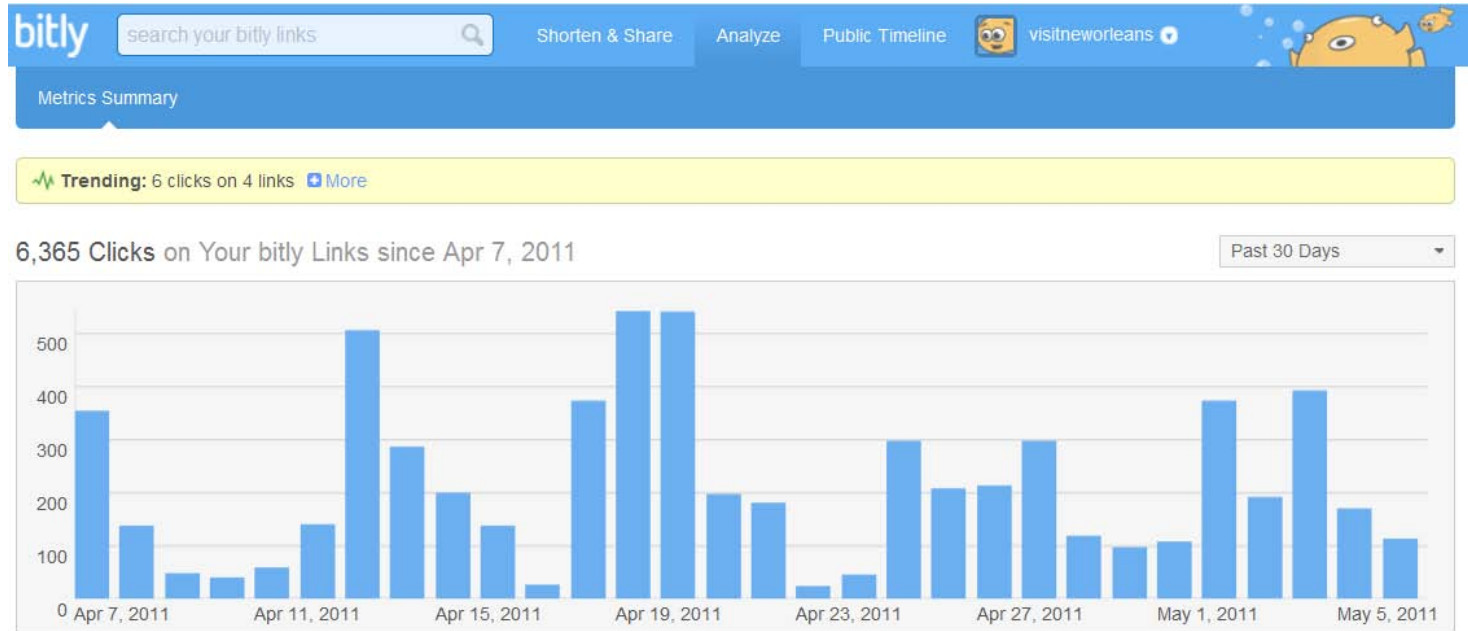 bitly search your bitly links Shorten & Share Analyze Public Timeline visitneworleans
Metrics Summary
Trending: 6 clicks on 4 links More
6,365 Clicks on Your bitly Links since Apr 7, 2011 Past 30 Days
500
400
300
200
100
0
Apr 7, 2011 Apr 11, 2011 Apr 15, 2011 Apr 19, 2011 Apr 23, 2011 Apr 27, 2011 May 1, 2011 May 5, 2011